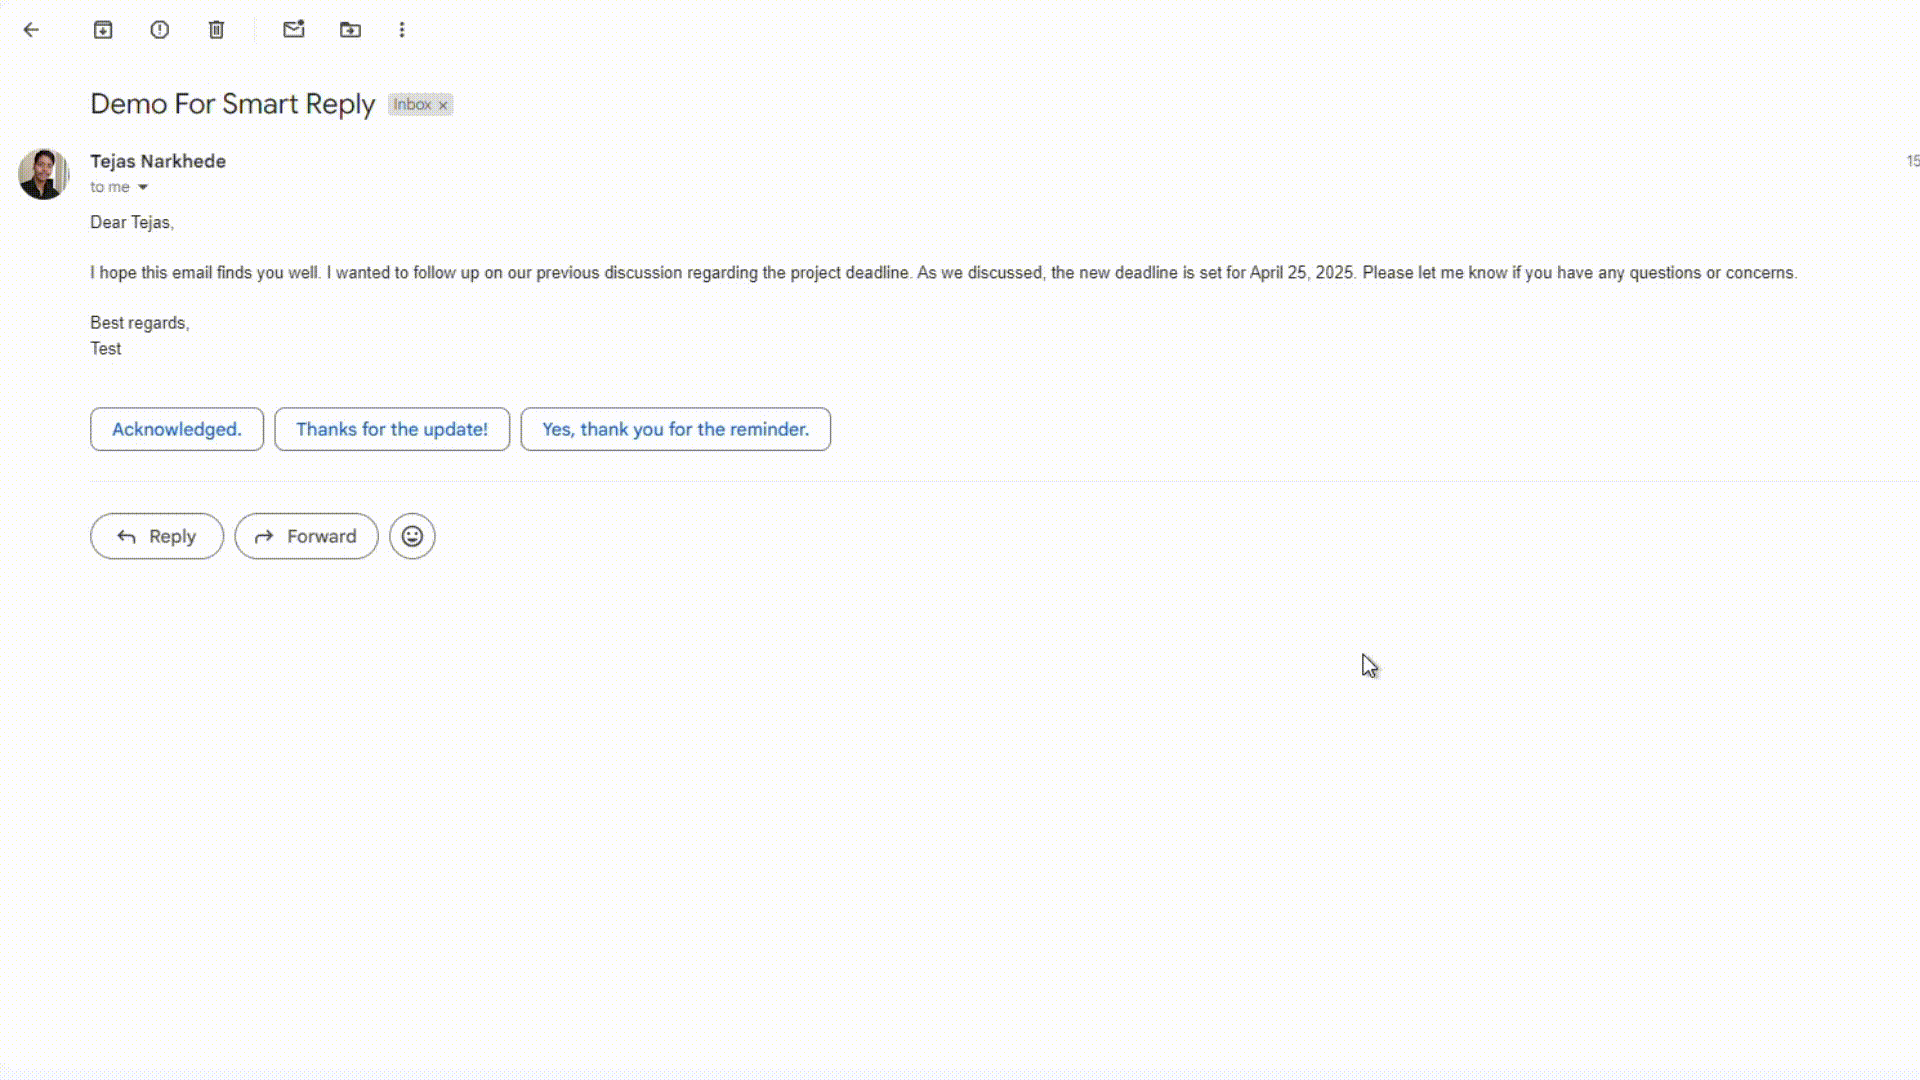 Demo For Smart Reply Inbox ×
Tejas Narkhede
15
to me
Dear Tejas,
I hope this email finds you well. I wanted to follow up on our previous discussion regarding the project deadline. As we discussed, the new deadline is set for April 25, 2025. Please let me know if you have any questions or concerns.
Best regards,
Test
Acknowledged. Thanks for the update! Yes, thank you for the reminder.
Reply Forward